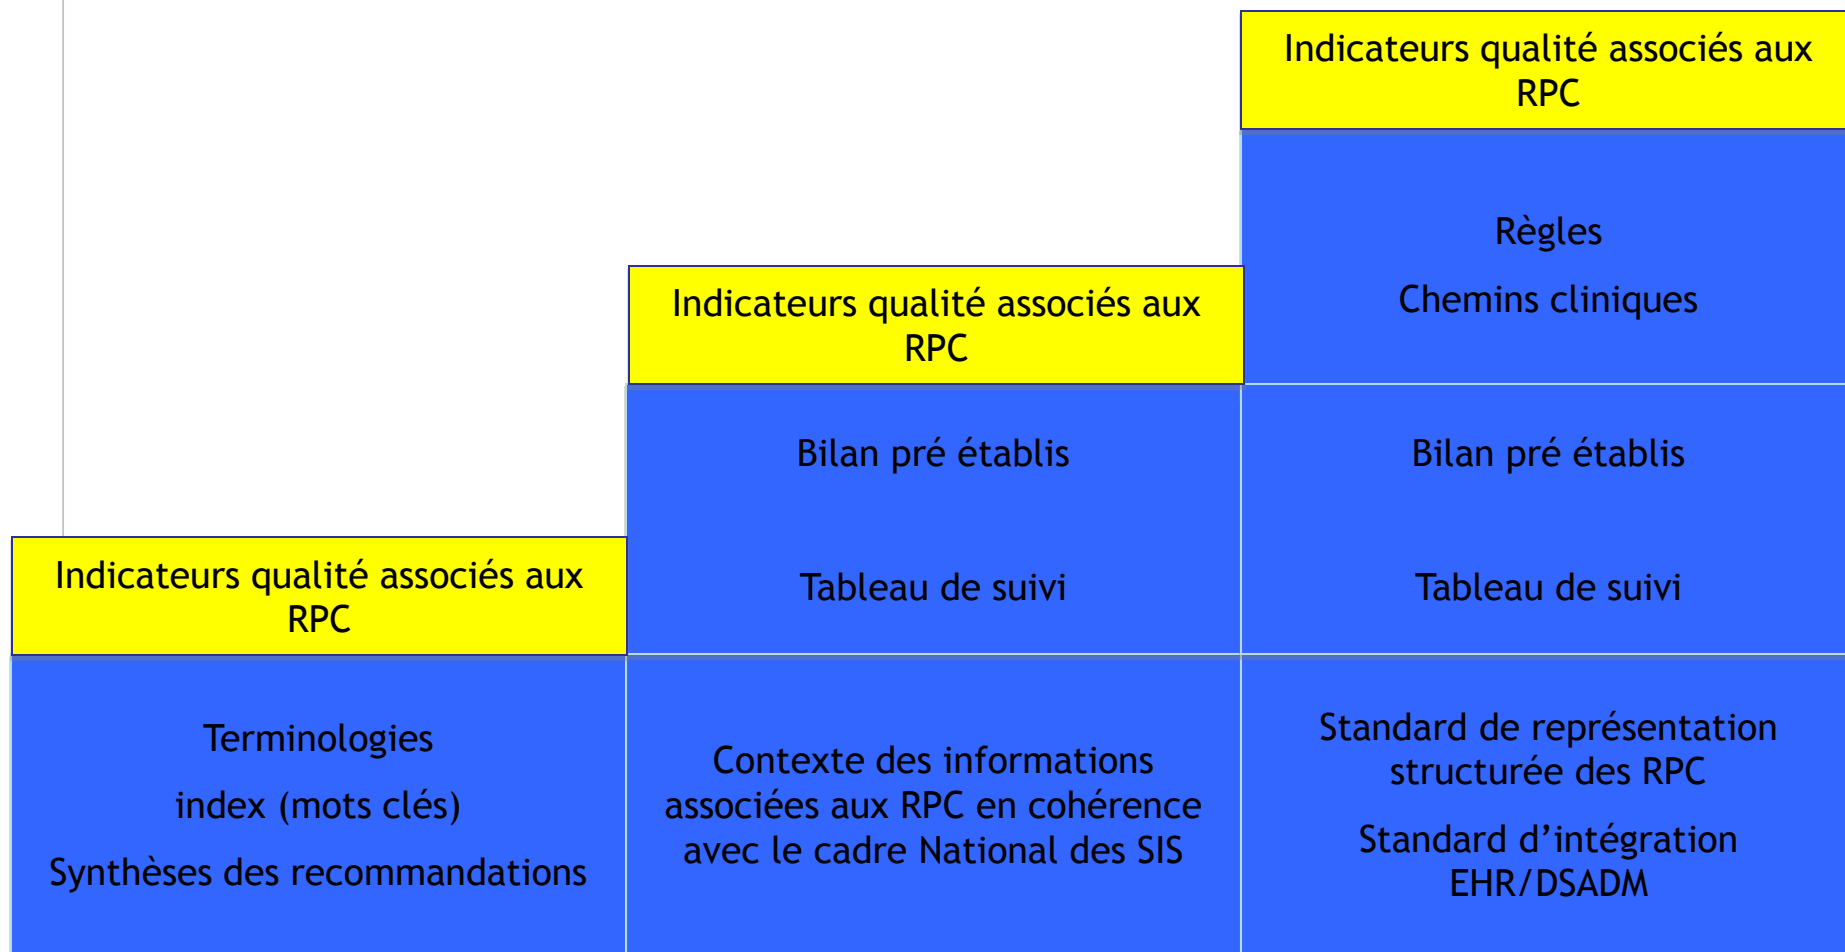 Indicateurs qualité associés aux
RPC
Terminologies
index (mots clés)
Synthèses des recommandations
Indicateurs qualité associés aux
RPC
Bilan pré établis
Tableau de suivi
Contexte des informations
associées aux RPC en cohérence
avec le cadre National des SIS
Indicateurs qualité associés aux
RPC
Règles
Chemins cliniques
Bilan pré établis
Tableau de suivi
Standard de représentation
structurée des RPC
Standard d’intégration
EHR/DSADM